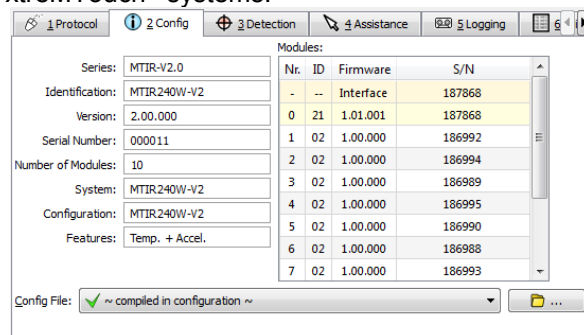 xtremTouch systems.
1 Protocol 2 Config 3 Detection 4 Assistance 5 Logging 6
Modules:
Series: MTIR-V2.0
Identification: MTIR240W-V2
Version: 2.00.000
Serial Number: 000011
Number of Modules: 10
System: MTIR240W-V2
Configuration: MTIR240W-V2
Features: Temp. + Accel.
Nr. ID Firmware S/N
- -- Interface 187868
0 21 1.01.001 187868
1 02 1.00.000 186992
2 02 1.00.000 186994
3 02 1.00.000 186989
4 02 1.00.000 186995
5 02 1.00.000 186990
6 02 1.00.000 186988
7 02 1.00.000 186993
Config File: ~ compiled in configuration ~ ...